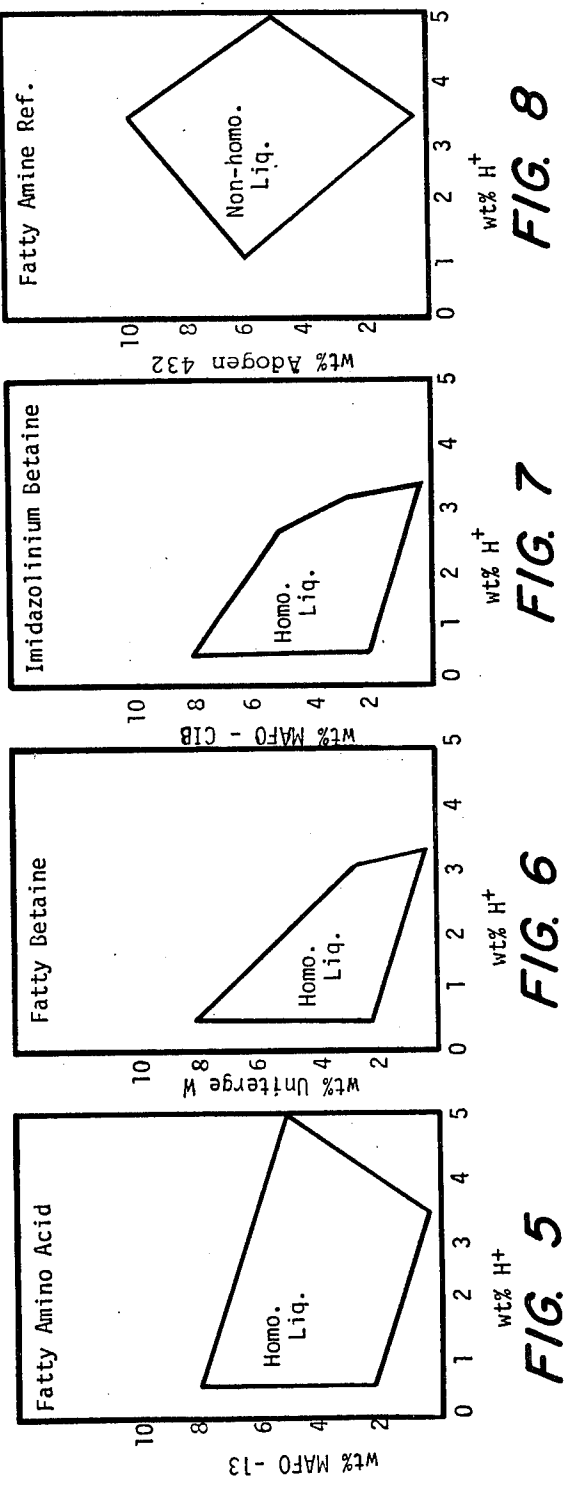 Fatty Amino Acid
Homo.
Liq.
10
8
6
4
2
0
1
2
3
4
5
wt% MAFO -13
wt% H+
FIG. 5
Fatty Betaine
Homo.
Liq.
10
8
6
4
2
0
1
2
3
4
5
wt% Uniterge W
wt% H+
FIG. 6
Imidazolinium Betaine
Homo.
Liq.
10
8
6
4
2
0
1
2
3
4
5
wt% MAFO - CIB
wt% H+
FIG. 7
Fatty Amine Ref.
Non-homo.
Liq.
10
8
6
4
2
0
1
2
3
4
5
wt% Adogen 432
wt% H+
FIG. 8